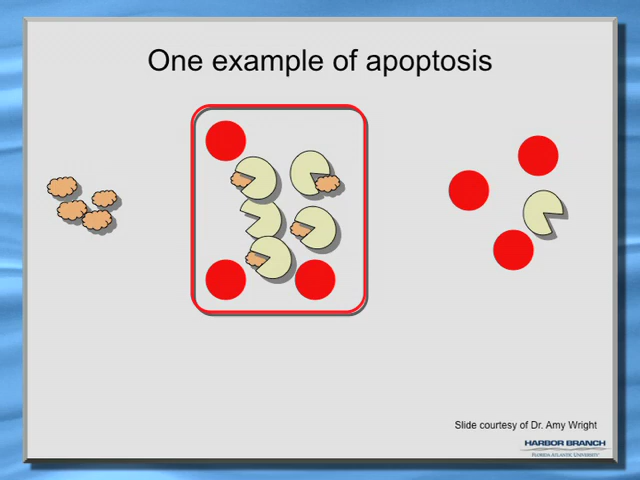 One example of apoptosis
Slide courtesy of Dr. Amy Wright
HARBOR BRANCH
FLORIDA ATLANTIC UNIVERSITY